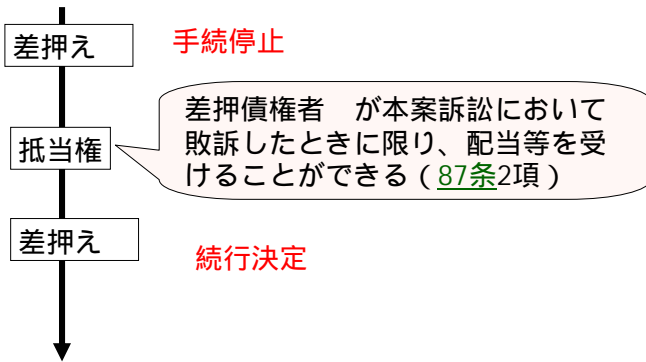 差押え
手続停止
差押債権者　が本案訴訟において
敗訴したときに限り、配当等を受
けることができる（87条2項）
抵当権
差押え
続行決定